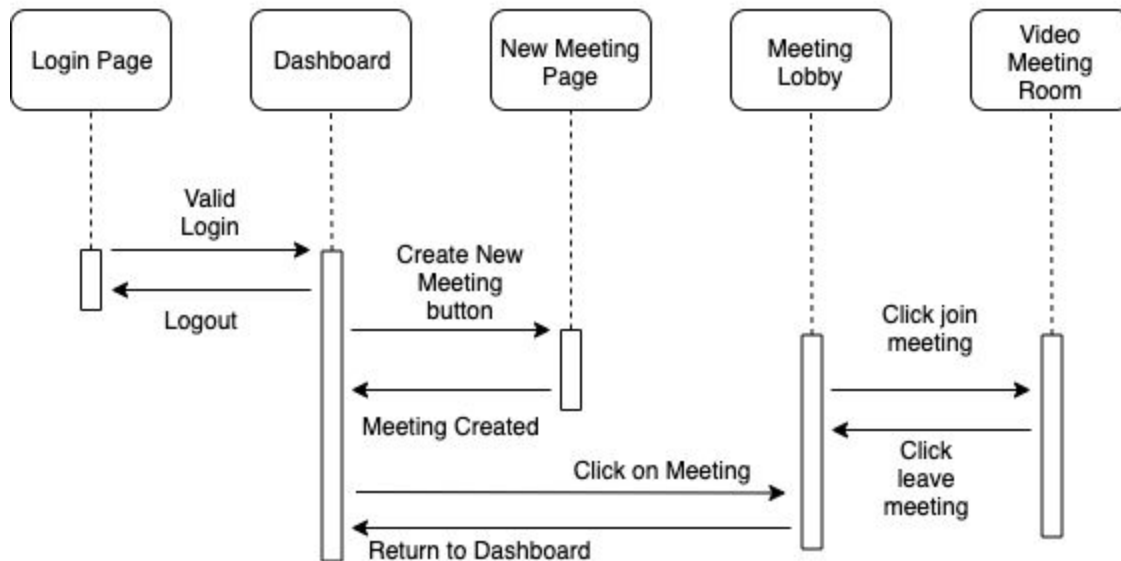 Login Page
Dashboard
New Meeting
Page
Meeting
Lobby
Video
Meeting
Room
Valid
Login
Logout
Create New
Meeting
button
Meeting Created
Click join
meeting
Click
leave
meeting
Click on Meeting
Return to Dashboard